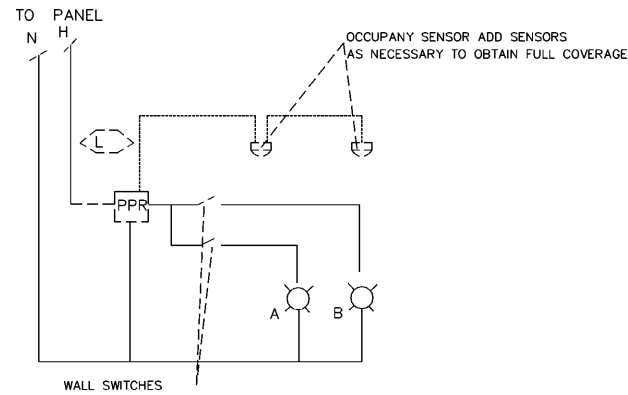 TO PANEL
N H
OCCUPANY SENSOR ADD SENSORS
AS NECESSARY TO OBTAIN FULL COVERAGE
L
PPR
A B
WALL SWITCHES